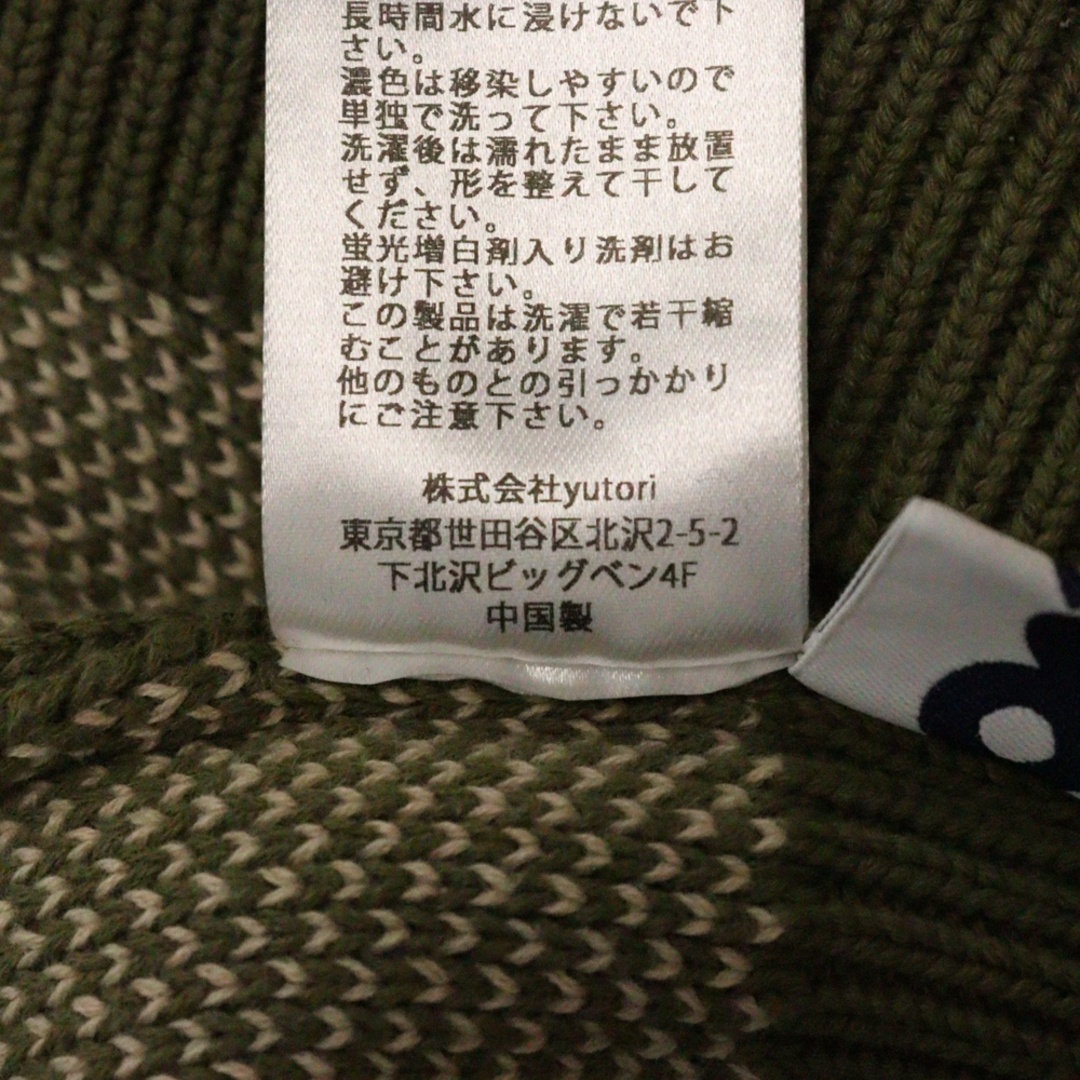 長時間水に浸けないで下
さい。
濃色は移染しやすいので
単独で洗って下さい。
洗濯後は濡れたまま放置
せず、形を整えて干して
ください。
蛍光増白剤入り洗剤はお
避け下さい。
この製品は洗濯で若干縮
むことがあります。
他のものとの引っかかり
にご注意下さい。
株式会社yutori
東京都世田谷区北沢2-5-2
下北沢ビッグベン4F
中国製